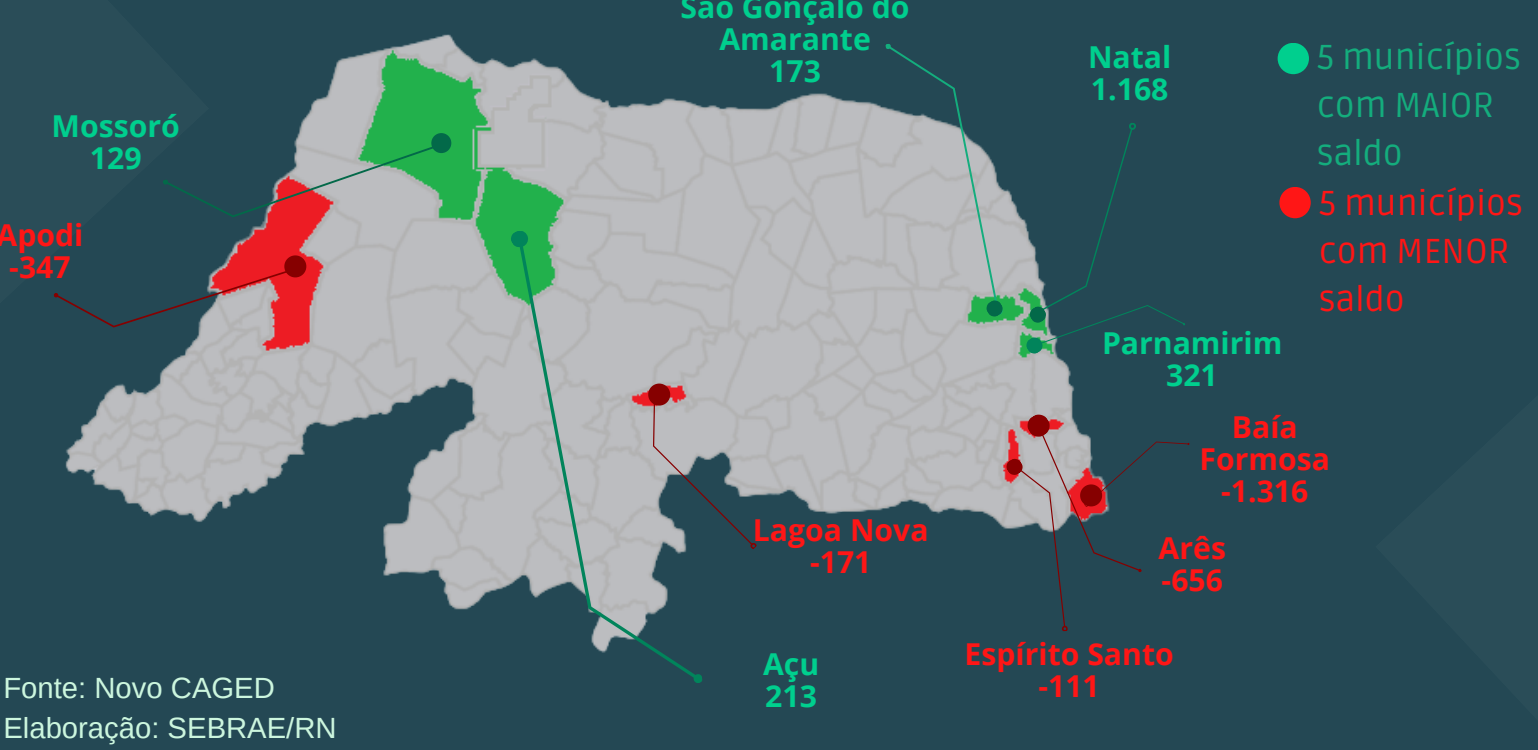 São Gonçalo do
Amarante
173
Natal
1.168
5 municípios
com MAIOR
saldo
5 municípios
com MENOR
saldo
Mossoró
129
Apodi
-347
Parnamirim
321
Baía
Formosa
-1.316
Lagoa Nova
-171
Arês
-656
Espírito Santo
-111
Açu
213
Fonte: Novo CAGED
Elaboração: SEBRAE/RN